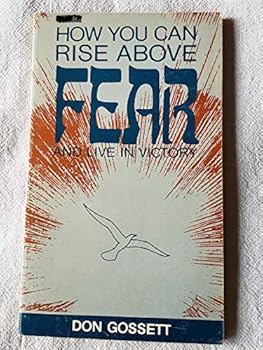 HOW YOU CAN
RISE ABOVE
FEAR
AND LIVE IN VICTORY
DON GOSSETT